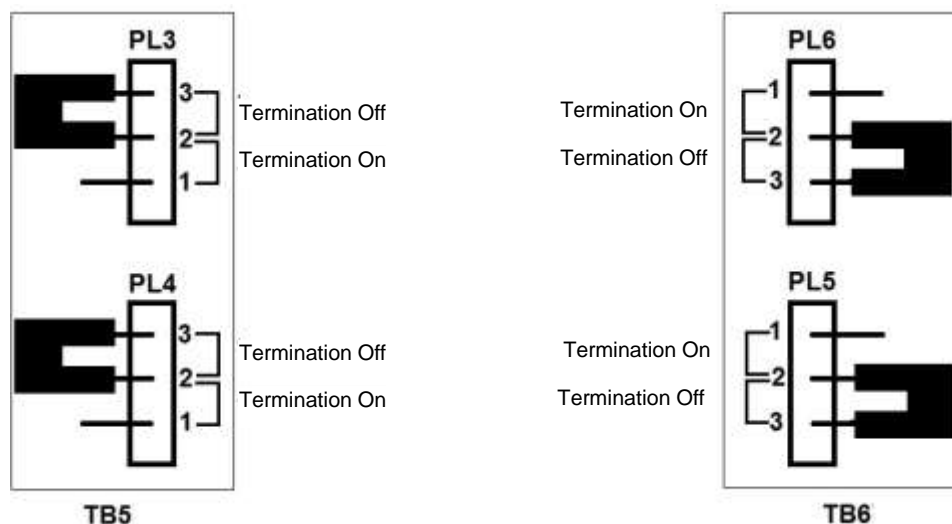 PL3
3
Termination Off
2
Termination On
1
PL4
3
Termination Off
2
Termination On
1
TB5
PL6
1
Termination On
2
Termination Off
3
PL5
1
Termination On
2
Termination Off
3
TB6